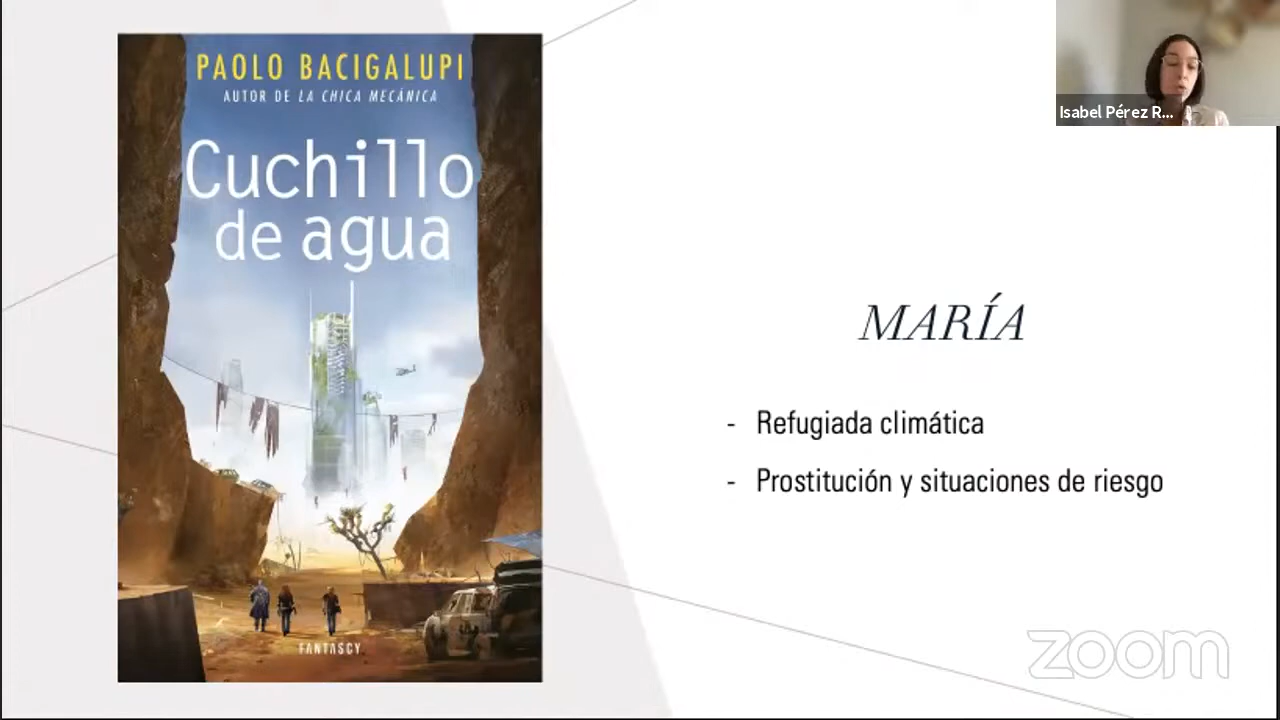 PAOLO BACIGALUPI
AUTOR DE LA CHICA MECÁNICA
Cuchillo
de agua
FANTASCY
Isabel Pérez R...
MARÍA
- Refugiada climática
- Prostitución y situaciones de riesgo
zoom